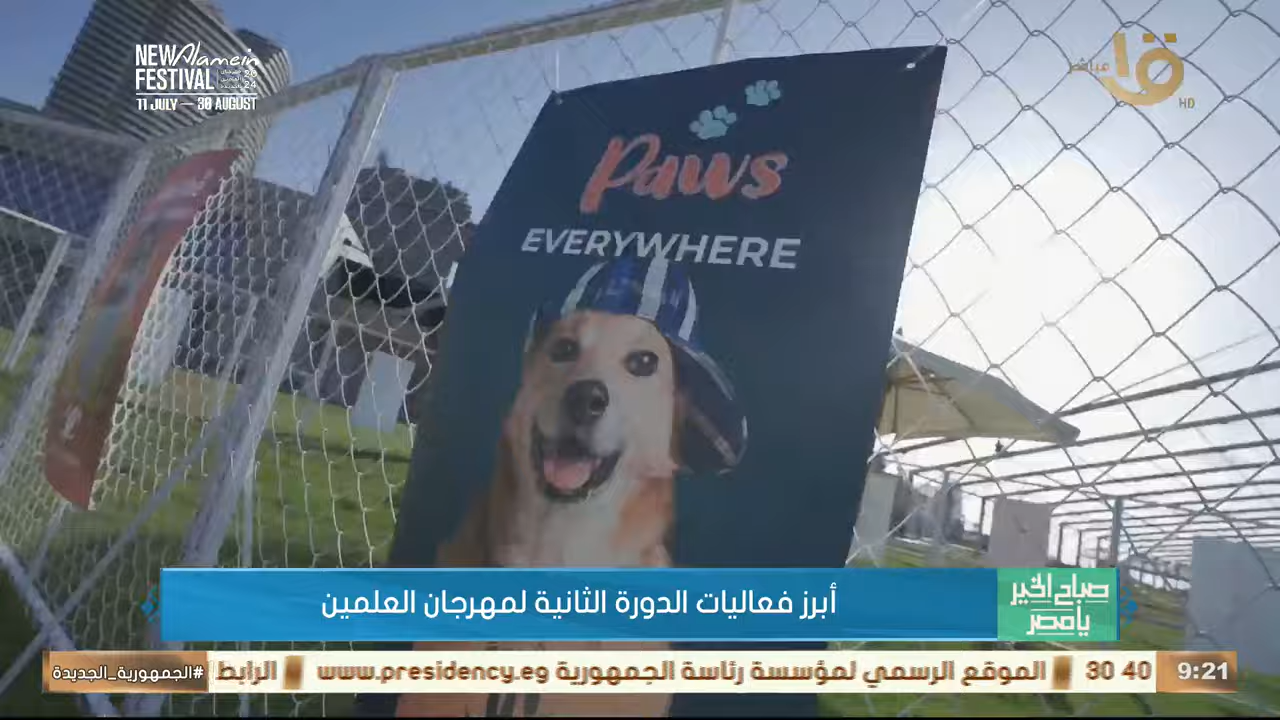 NEW Alamein
FESTIVAL
11 JULY — 30 AUGUST
مباشر
HD
Paws
EVERYWHERE
أبرز فعاليات الدورة الثانية لمهرجان العلمين
صباح الخير
يا مصر
9:21
30 40 الموقع الرسمي لمؤسسة رئاسة الجمهورية www.presidency.eg الرابط
#الجمهورية_الجديدة